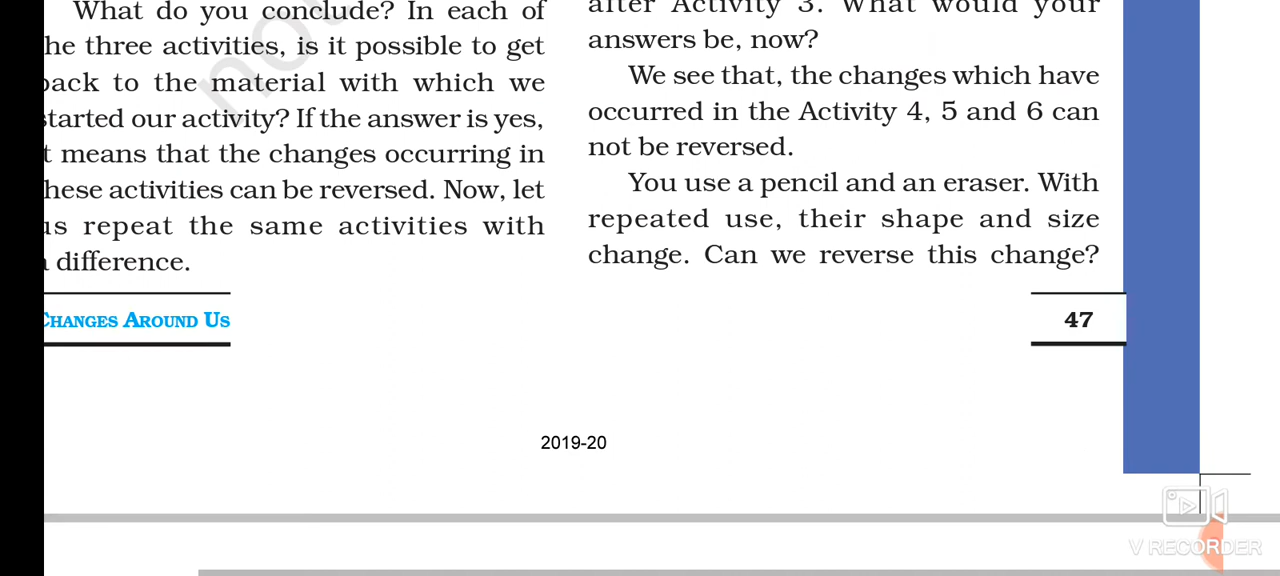 What do you conclude? In each of
he three activities, is it possible to get
back to the material with which we
started our activity? If the answer is yes,
t means that the changes occurring in
hese activities can be reversed. Now, let
us repeat the same activities with
difference.
CHANGES AROUND US
after Activity 3. What would your
answers be, now?
We see that, the changes which have
occurred in the Activity 4, 5 and 6 can
not be reversed.
You use a pencil and an eraser. With
repeated use, their shape and size
change. Can we reverse this change?
47
2019-20
V RECORDER